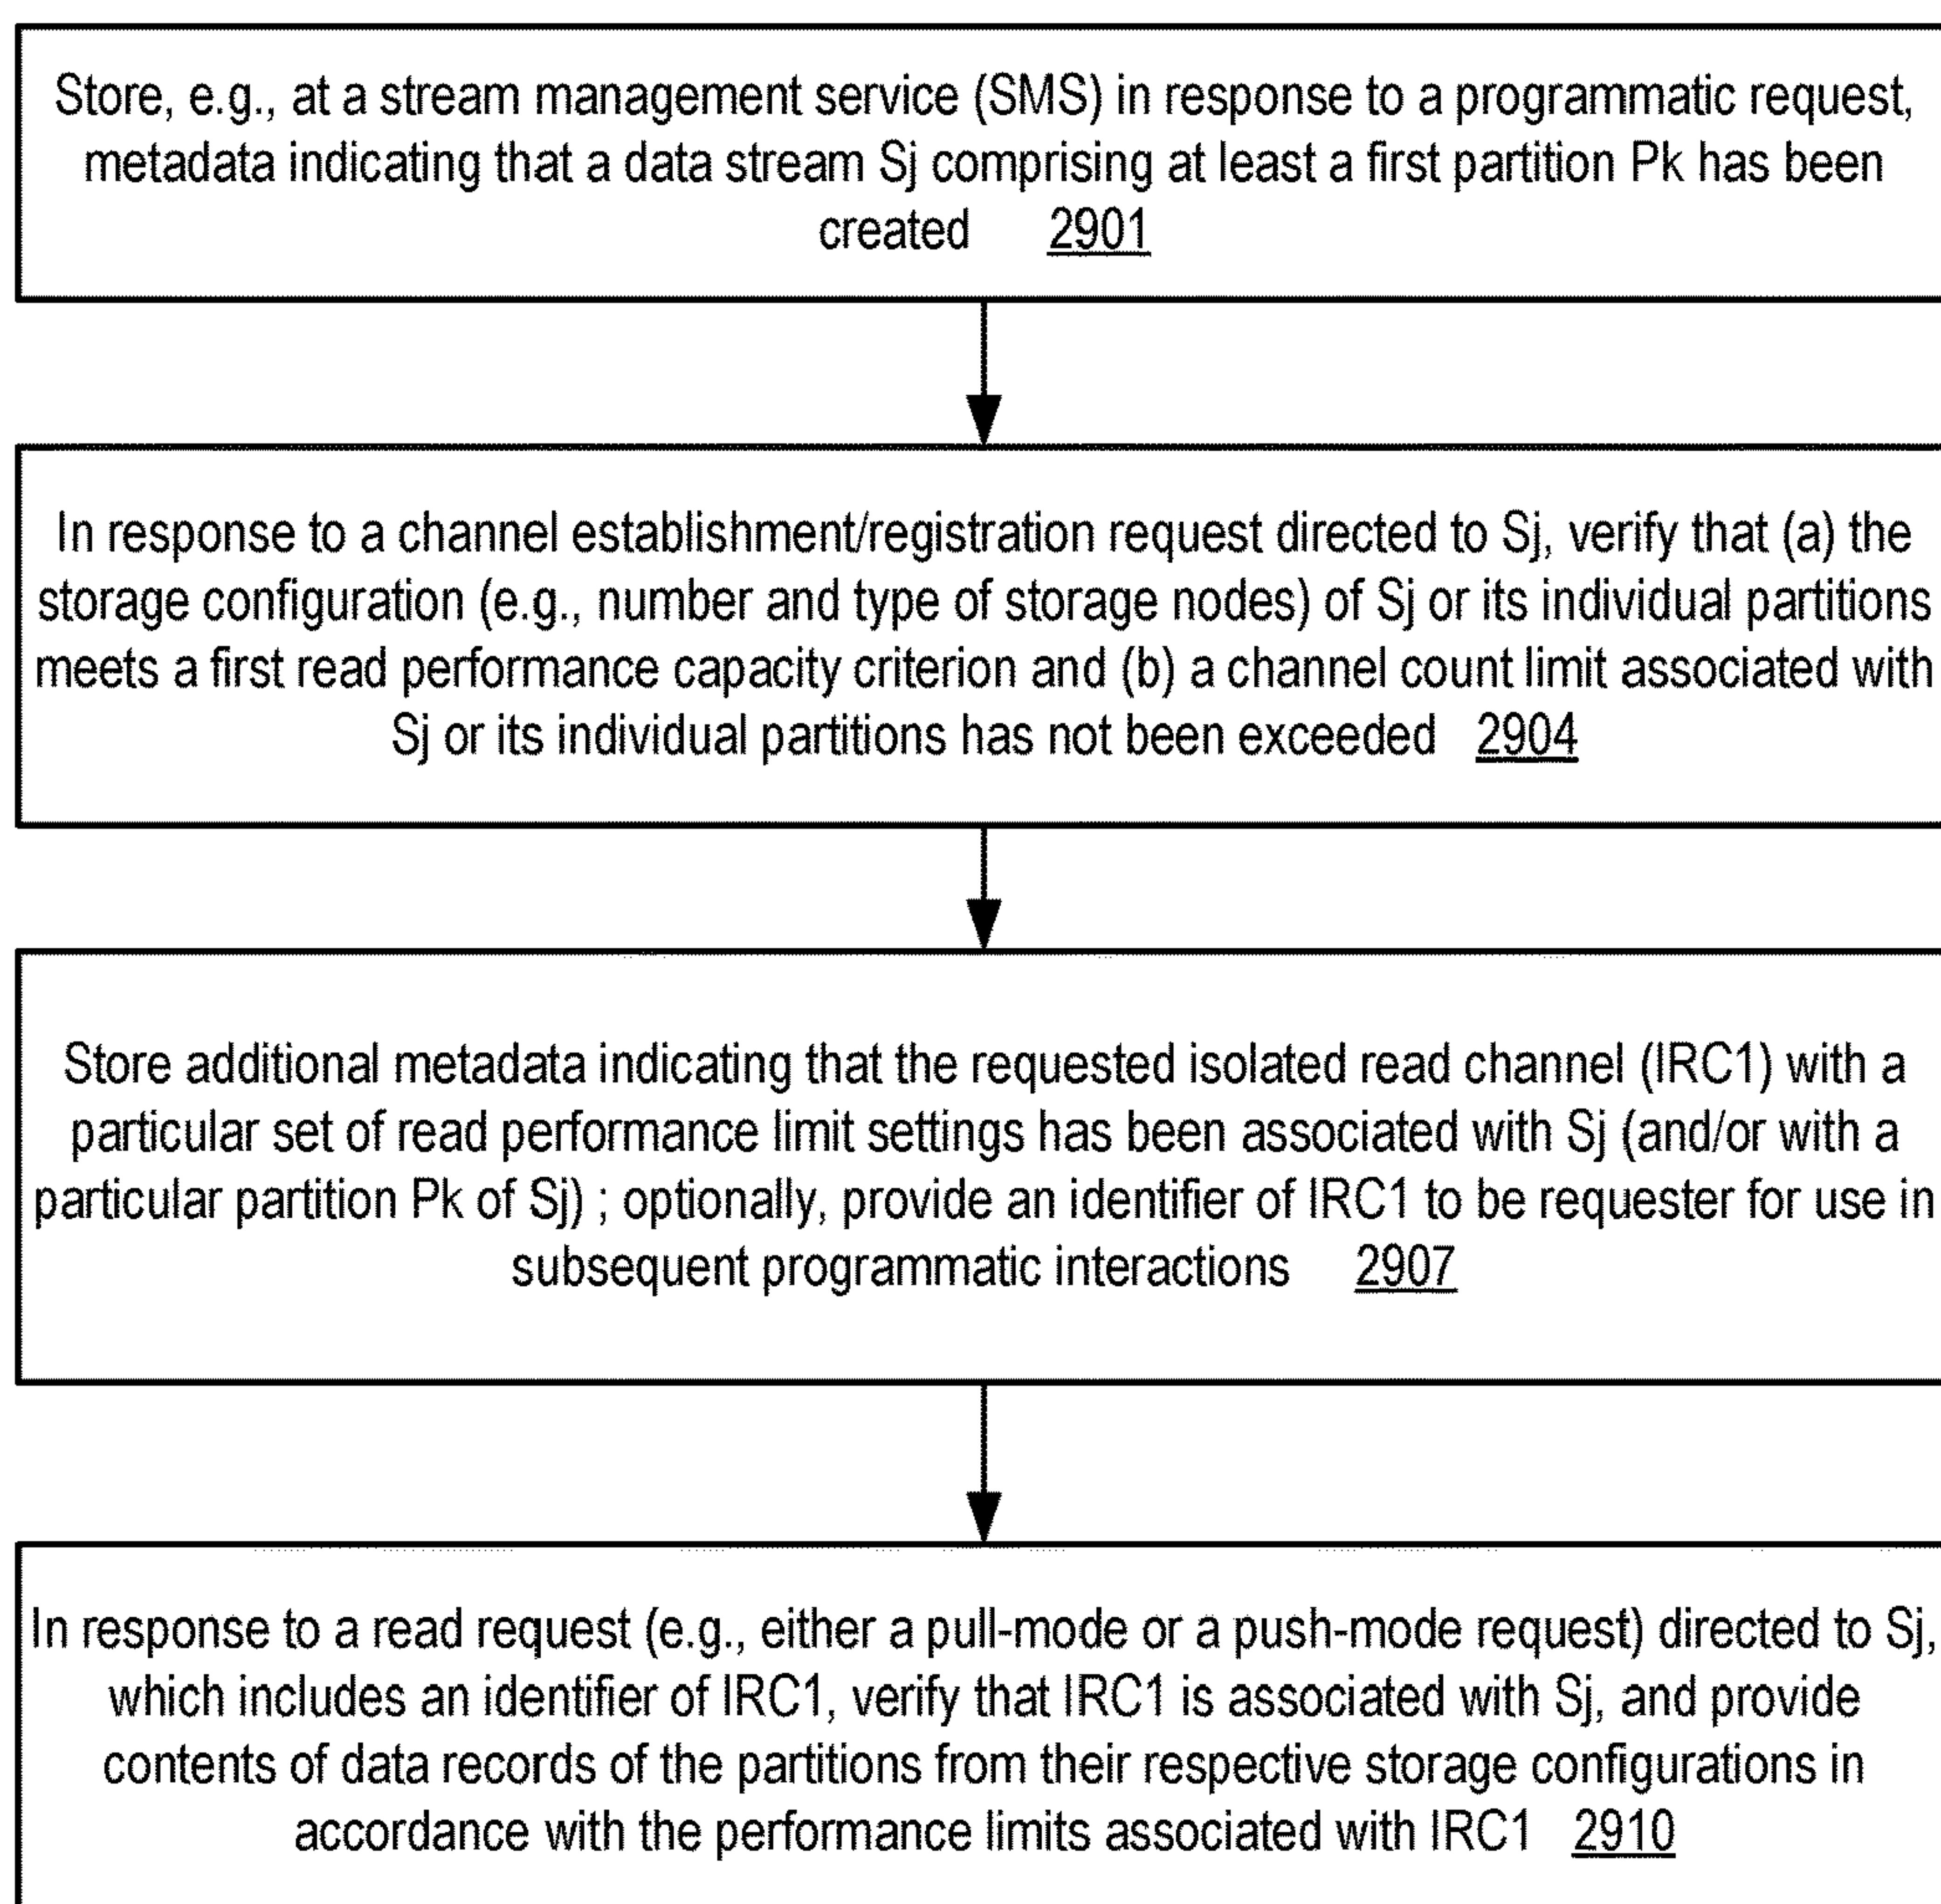 Store, e.g., at a stream management service (SMS) in response to a programmatic request,
metadata indicating that a data stream Sj comprising at least a first partition Pk has been
created 2901
In response to a channel establishment/registration request directed to Sj, verify that (a) the
storage configuration (e.g., number and type of storage nodes) of Sj or its individual partitions
meets a first read performance capacity criterion and (b) a channel count limit associated with
Sj or its individual partitions has not been exceeded 2904
Store additional metadata indicating that the requested isolated read channel (IRC1) with a
particular set of read performance limit settings has been associated with Sj (and/or with a
particular partition Pk of Sj) ; optionally, provide an identifier of IRC1 to be requester for use in
subsequent programmatic interactions 2907
In response to a read request (e.g., either a pull-mode or a push-mode request) directed to Sj,
which includes an identifier of IRC1, verify that IRC1 is associated with Sj, and provide
contents of data records of the partitions from their respective storage configurations in
accordance with the performance limits associated with IRC1 2910